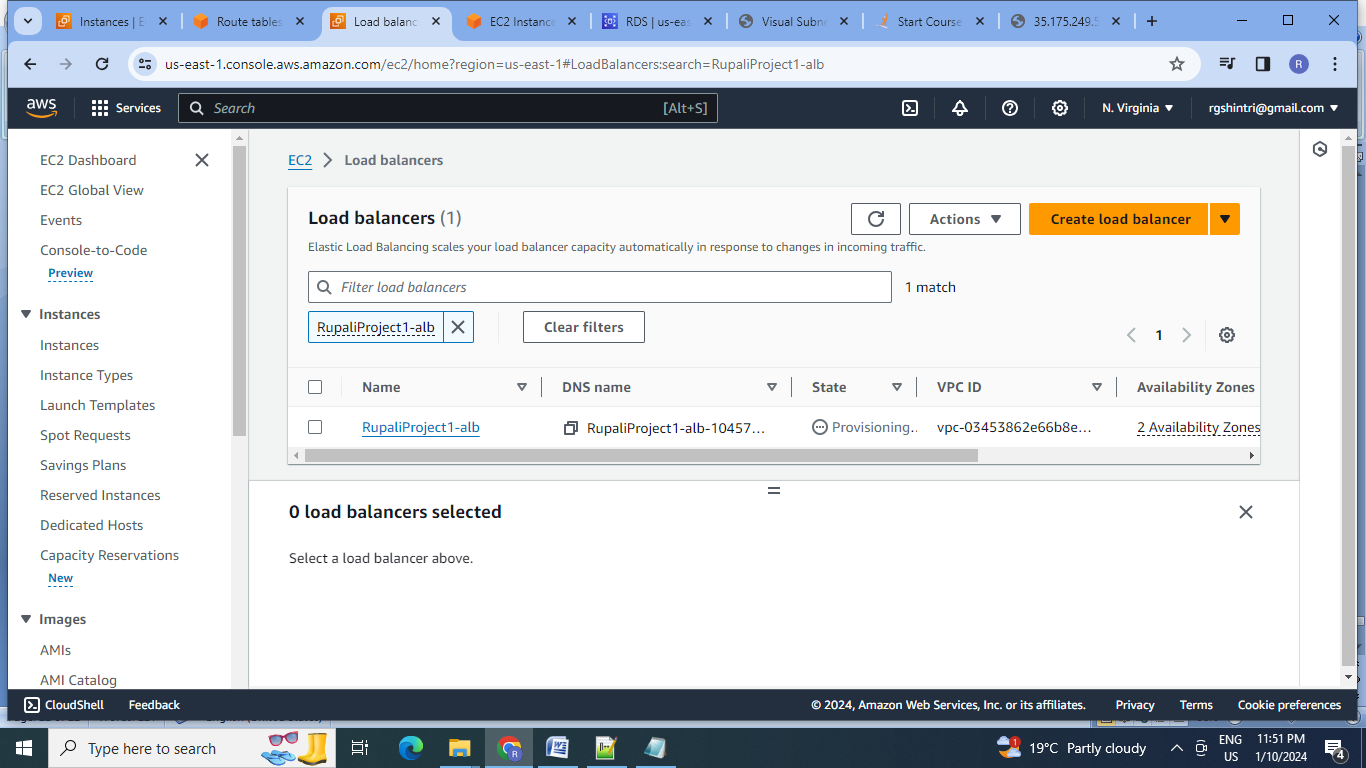 Instances | E
Route tables
Load balanc
EC2 Instance
RDS | us-eas
Visual Subne
Start Course
35.175.249.5
us-east-1.console.aws.amazon.com/ec2/home?region=us-east-1#LoadBalancers:search=RupaliProject1-alb
R
aws
Services
Search
[Alt+S]
N. Virginia
rgshintri@gmail.com
EC2 Dashboard
EC2 Global View
Events
Console-to-Code
Preview
Instances
Instances
Instance Types
Launch Templates
Spot Requests
Savings Plans
Reserved Instances
Dedicated Hosts
Capacity Reservations
New
Images
AMIs
AMI Catalog
EC2
Load balancers
Load balancers (1)
Actions
Create load balancer
Elastic Load Balancing scales your load balancer capacity automatically in response to changes in incoming traffic.
Filter load balancers
1 match
RupaliProject1-alb
Clear filters
1
Name
DNS name
State
VPC ID
Availability Zones
RupaliProject1-alb
RupaliProject1-alb-10457...
Provisioning..
vpc-03453862e66b8e...
2 Availability Zones
0 load balancers selected
Select a load balancer above.
CloudShell
Feedback
© 2024, Amazon Web Services, Inc. or its affiliates.
Privacy
Terms
Cookie preferences
Type here to search
1
19°C Partly cloudy
ENG
US
11:51 PM
1/10/2024
4